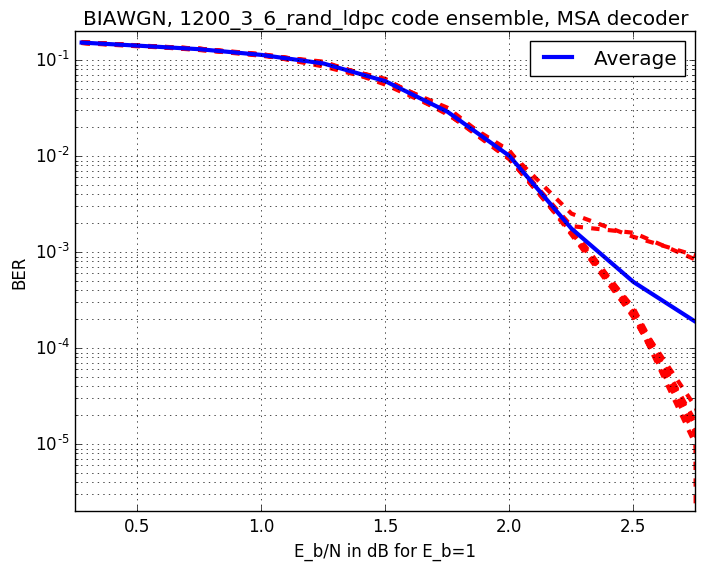 BIAWGN, 1200_3_6_rand_ldpc code ensemble, MSA decoder
Average
10^-1
10^-2
10^-3
10^-4
10^-5
BER
0.5 1.0 1.5 2.0 2.5
E_b/N in dB for E_b=1